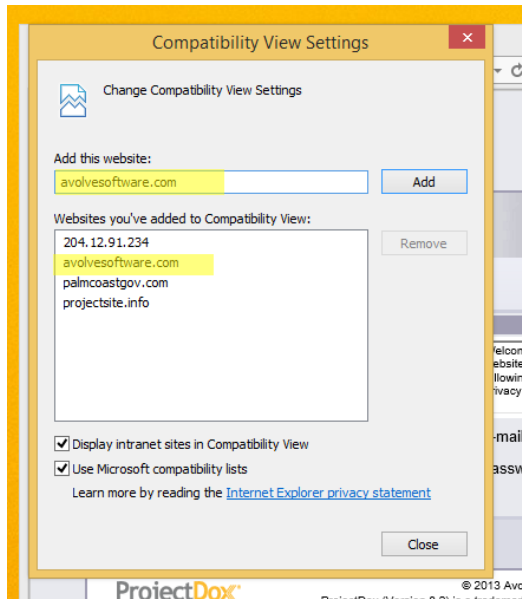 Compatibility View Settings
Change Compatibility View Settings
Add this website:
avolvesoftware.com
Add
Websites you've added to Compatibility View:
204.12.91.234
Remove
avolvesoftware.com
palmcoastgov.com
projectsite.info
Display intranet sites in Compatibility View
Use Microsoft compatibility lists
Learn more by reading the Internet Explorer privacy statement
Close
ProjectDox
© 2013 Avo